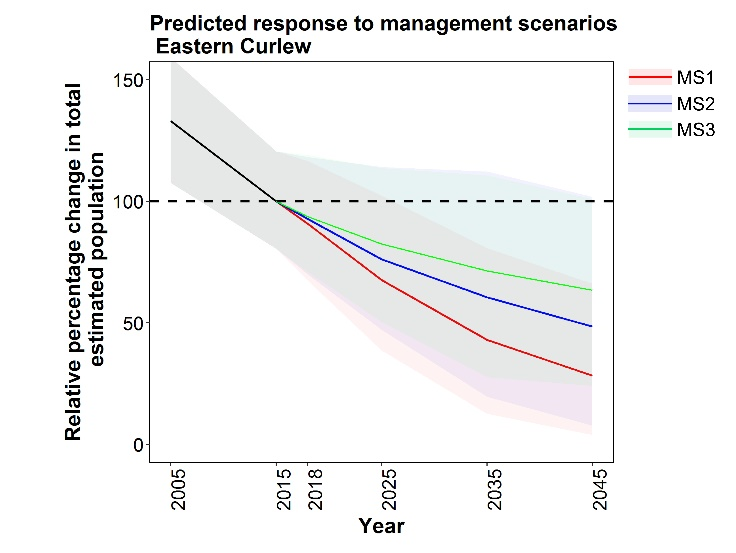 Predicted response to management scenarios
Eastern Curlew
Relative percentage change in total
estimated population
150
100
50
0
2005
2015
2018
2025
2035
2045
Year
MS1
MS2
MS3